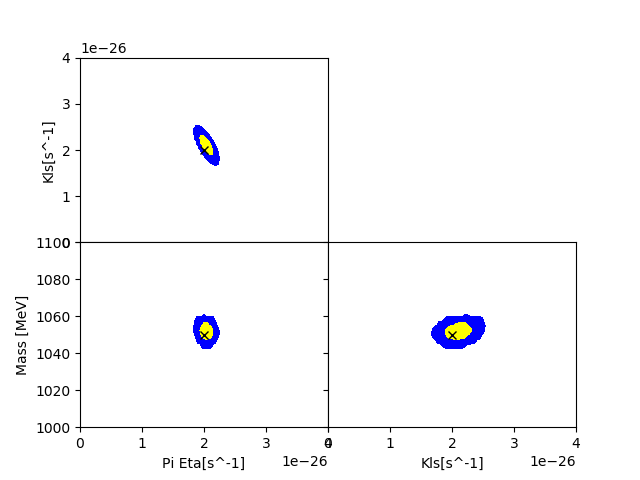 1e−26
4
3
2
1
0
Kls[s^-1]
1100
1080
1060
1040
1020
1000
Mass [MeV]
0 1 2 3 4
Pi Eta[s^-1]
1e−26
0 1 2 3 4
Kls[s^-1]
1e−26